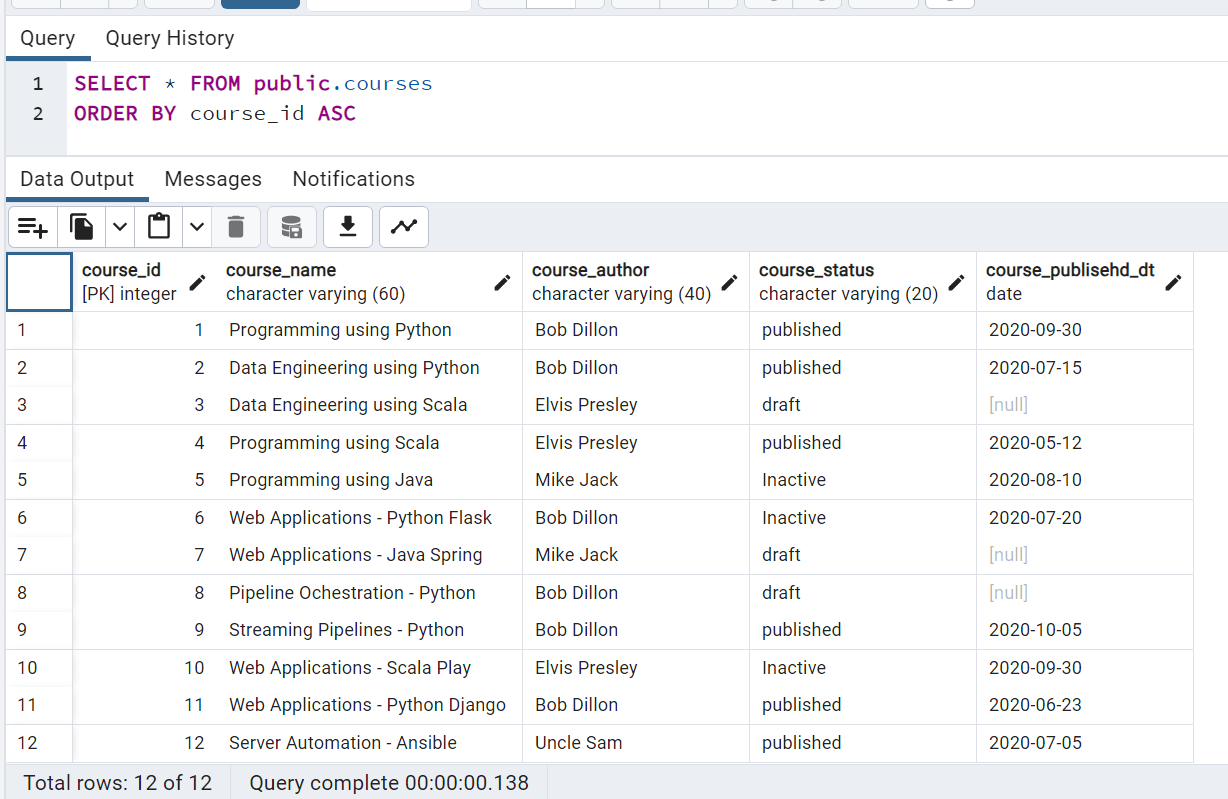 Query Query History
1 SELECT * FROM public.courses
2 ORDER BY course_id ASC
Data Output Messages Notifications
course_id course_name course_author course_status course_publisehd_dt
[PK] integer character varying (60) character varying (40) character varying (20) date
1 1 Programming using Python Bob Dillon published 2020-09-30
2 2 Data Engineering using Python Bob Dillon published 2020-07-15
3 3 Data Engineering using Scala Elvis Presley draft [null]
4 4 Programming using Scala Elvis Presley published 2020-05-12
5 5 Programming using Java Mike Jack Inactive 2020-08-10
6 6 Web Applications - Python Flask Bob Dillon Inactive 2020-07-20
7 7 Web Applications - Java Spring Mike Jack draft [null]
8 8 Pipeline Ochestration - Python Bob Dillon draft [null]
9 9 Streaming Pipelines - Python Bob Dillon published 2020-10-05
10 10 Web Applications - Scala Play Elvis Presley Inactive 2020-09-30
11 11 Web Applications - Python Django Bob Dillon published 2020-06-23
12 12 Server Automation - Ansible Uncle Sam published 2020-07-05
Total rows: 12 of 12 Query complete 00:00:00.138